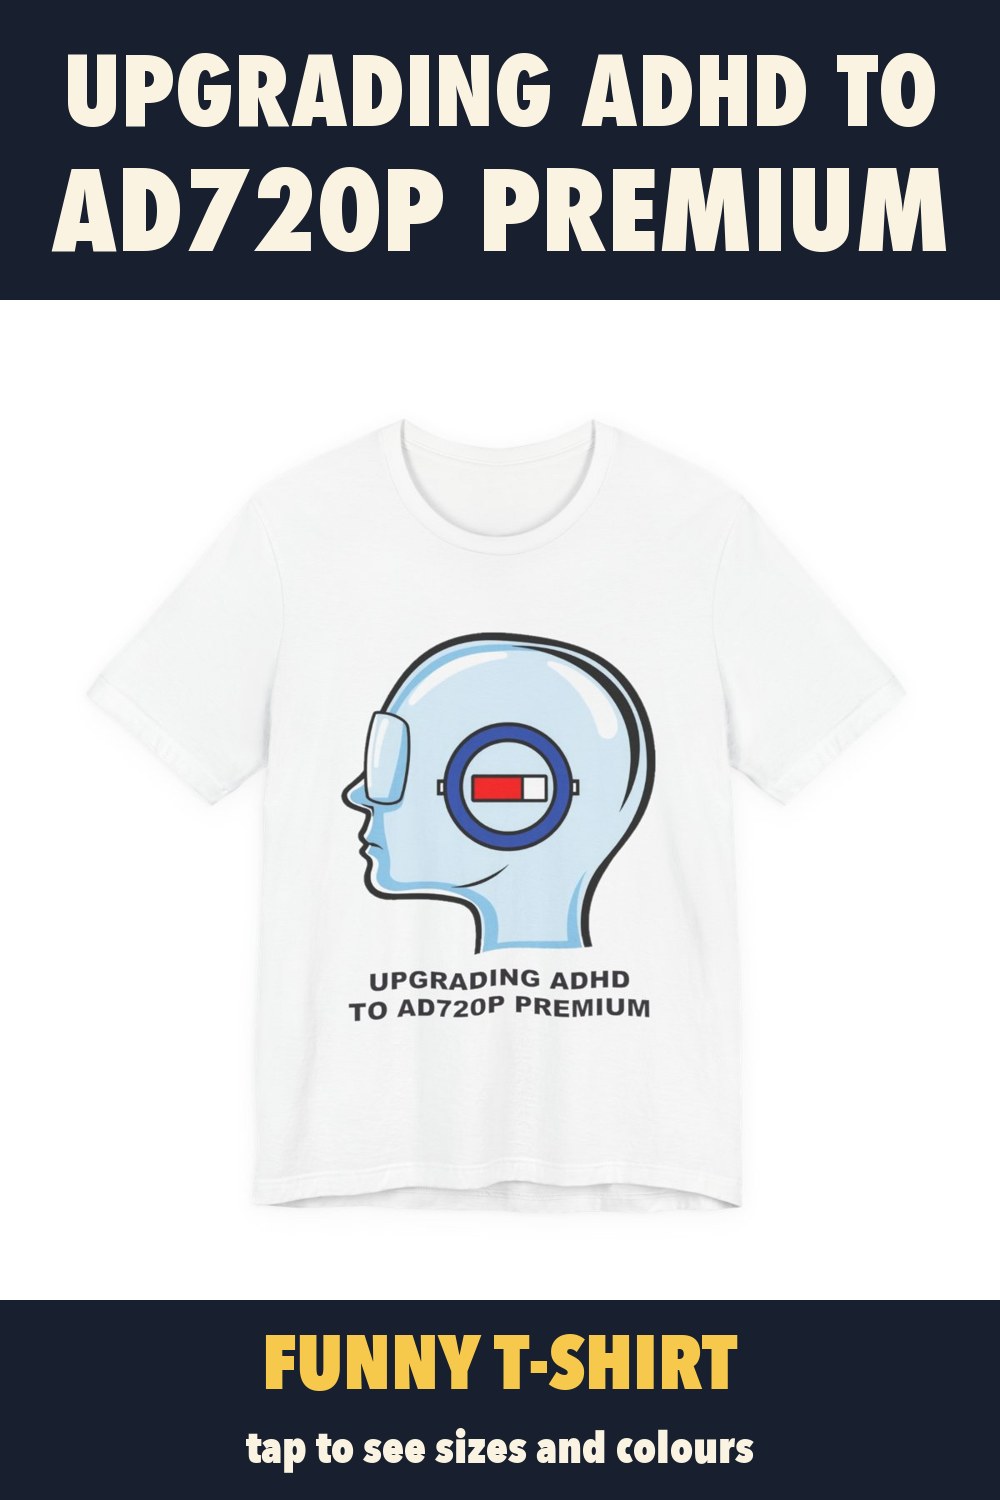 UPGRADING ADHD TO
AD720P PREMIUM
UPGRADING ADHD
TO AD720P PREMIUM
FUNNY T-SHIRT
tap to see sizes and colours